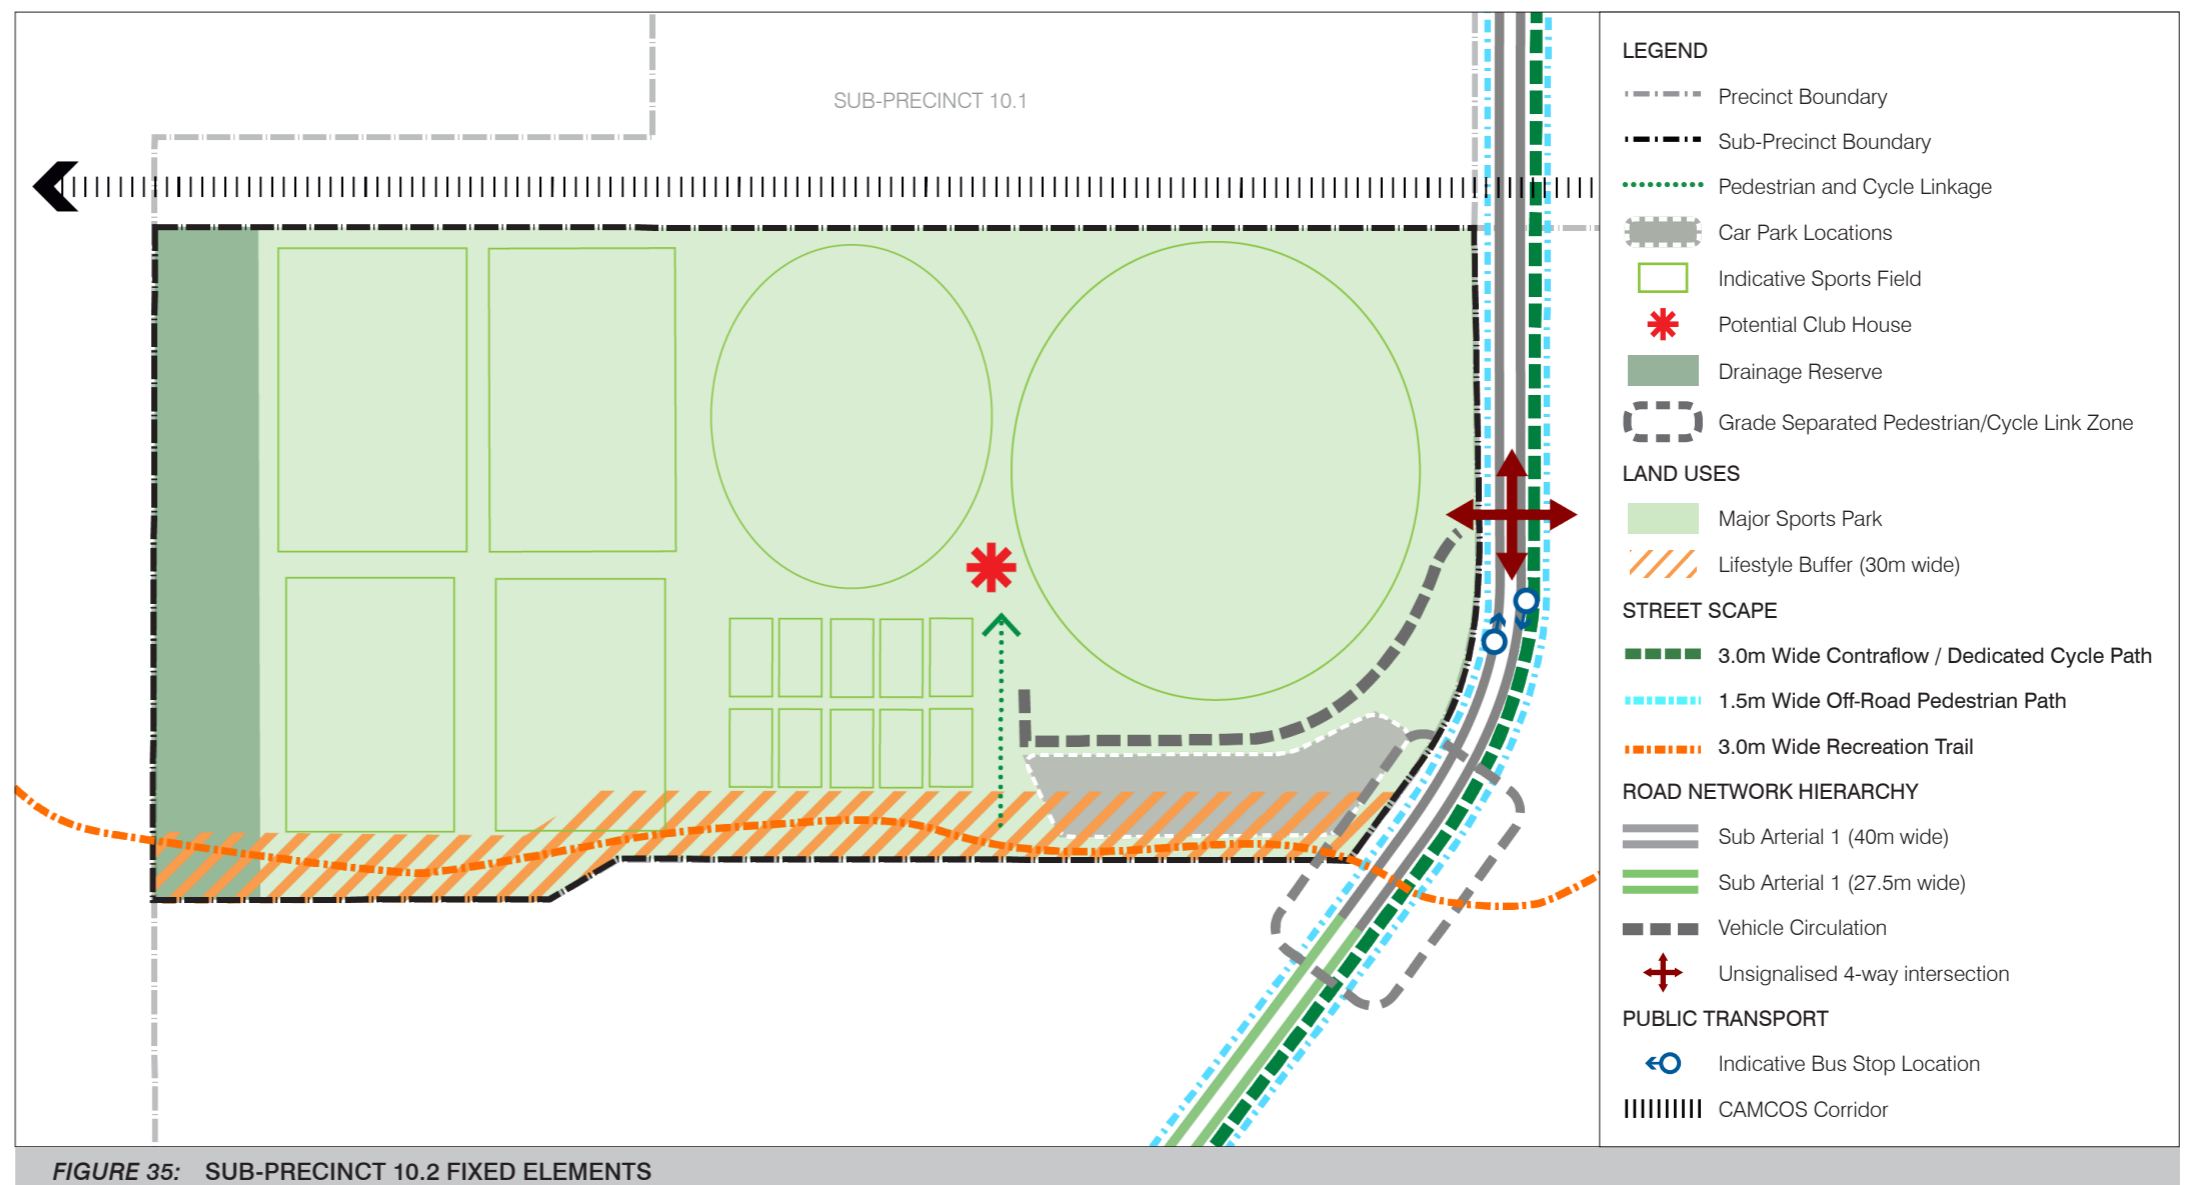 SUB-PRECINCT 10.1
LEGEND
Precinct Boundary
Sub-Precinct Boundary
Pedestrian and Cycle Linkage
Car Park Locations
Indicative Sports Field
Potential Club House
Drainage Reserve
Grade Separated Pedestrian/Cycle Link Zone
LAND USES
Major Sports Park
Lifestyle Buffer (30m wide)
STREET SCAPE
3.0m Wide Contraflow / Dedicated Cycle Path
1.5m Wide Off-Road Pedestrian Path
3.0m Wide Recreation Trail
ROAD NETWORK HIERARCHY
Sub Arterial 1 (40m wide)
Sub Arterial 1 (27.5m wide)
Vehicle Circulation
Unsignalised 4-way intersection
PUBLIC TRANSPORT
Indicative Bus Stop Location
CAMCOS Corridor
FIGURE 35: SUB-PRECINCT 10.2 FIXED ELEMENTS